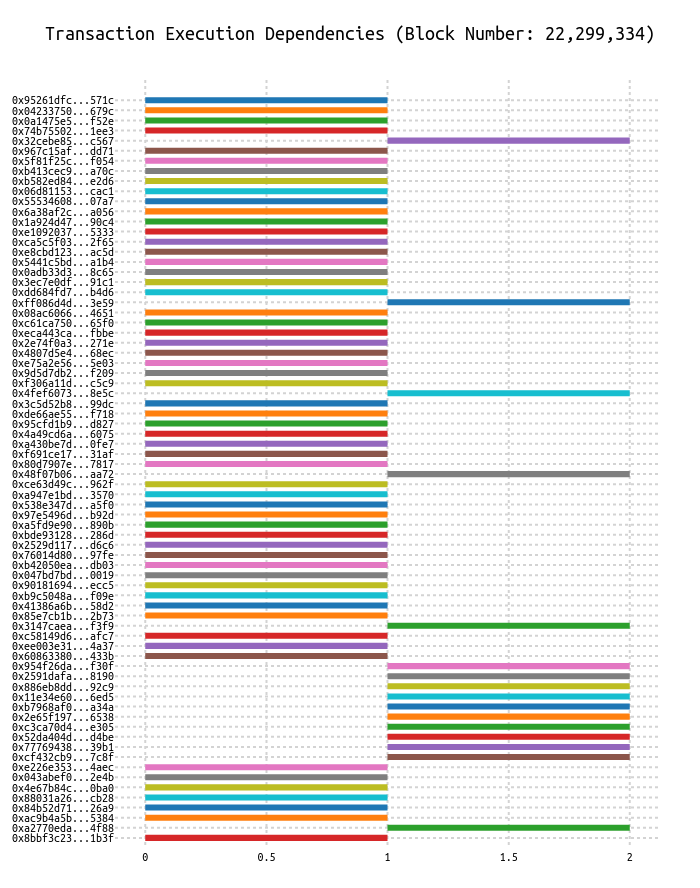 Transaction Execution Dependencies (Block Number: 22,299,334)
0x95261dfc...571c
0x04233750...679c
0x0a1475e5...f52e
0x74b75502...1ee3
0x32cebe85...c567
0x967c15af...dd71
0x5f81f25c...f054
0xb413cec9...a70c
0xb582ed84...e2d6
0x06d81153...cac1
0x55534608...07a7
0x6a38af2c...a056
0x1a924d47...90c4
0xe1092037...5333
0xca5c5f03...2f65
0xe8cbd123...ac5d
0x5441c5bd...a1b4
0x0adb33d3...8c65
0x3ec7e0df...91c1
0xdd684fd7...b4d6
0xff086d4d...3e59
0x08ac6066...4651
0xc61ca750...65f0
0xeca443ca...fbbe
0x2e74f0a3...271e
0x4807d5e4...68ec
0xe75a2e56...5e03
0x9d5d7db2...f209
0xf306a11d...c5c9
0x4fef6073...8e5c
0x3c5d52b8...99dc
0xde66ae55...f718
0x95cfd1b9...d827
0x4a49cd6a...6075
0xa430be7d...0fe7
0xf691ce17...31af
0x80d7907e...7817
0x48f07b06...aa72
0xce63d49c...962f
0xa947e1bd...3570
0x538e347d...a5f0
0x97e5496d...b92d
0xa5fd9e90...890b
0xbde93128...286d
0x2529d117...d6c6
0x76014d80...97fe
0xb42050ea...db03
0x047bd7bd...0019
0x90181694...ecc5
0xb9c5048a...f09e
0x41386a6b...58d2
0x85e7cb1b...2b73
0x3147caea...f3f9
0xc58149d6...afc7
0xee003e31...4a37
0x60863380...433b
0x954f26da...f30f
0x2591dafa...8190
0x886eb8dd...92c9
0x11e34e60...6ed5
0xb7968af0...a34a
0x2e65f197...6538
0xc3ca70d4...e305
0x52da404d...d4be
0x77769438...39b1
0xcf432cb9...7c8f
0xe226e353...4aec
0x043abef0...2e4b
0x4e67b84c...0ba0
0x88031a26...cb28
0x84b52d71...26a9
0xac9b4a5b...5384
0xa2770eda...4f88
0x8bbf3c23...1b3f
0 0.5 1 1.5 2